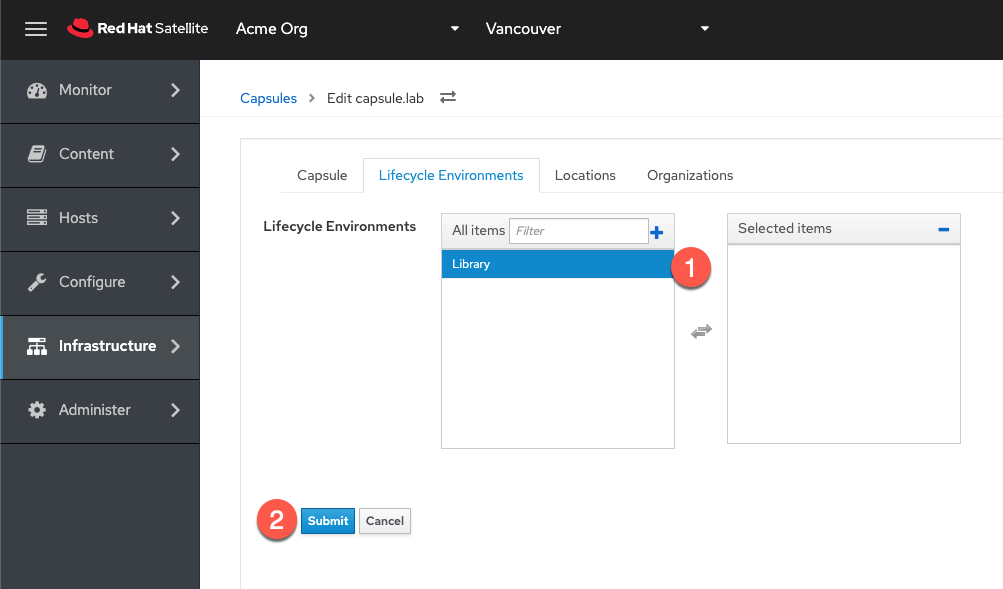 Red Hat Satellite Acme Org Vancouver
Monitor
Content
Hosts
Configure
Infrastructure
Administer
Capsules > Edit capsule.lab
Capsule Lifecycle Environments Locations Organizations
Lifecycle Environments
All items Filter
Library
1
Selected items
2 Submit Cancel